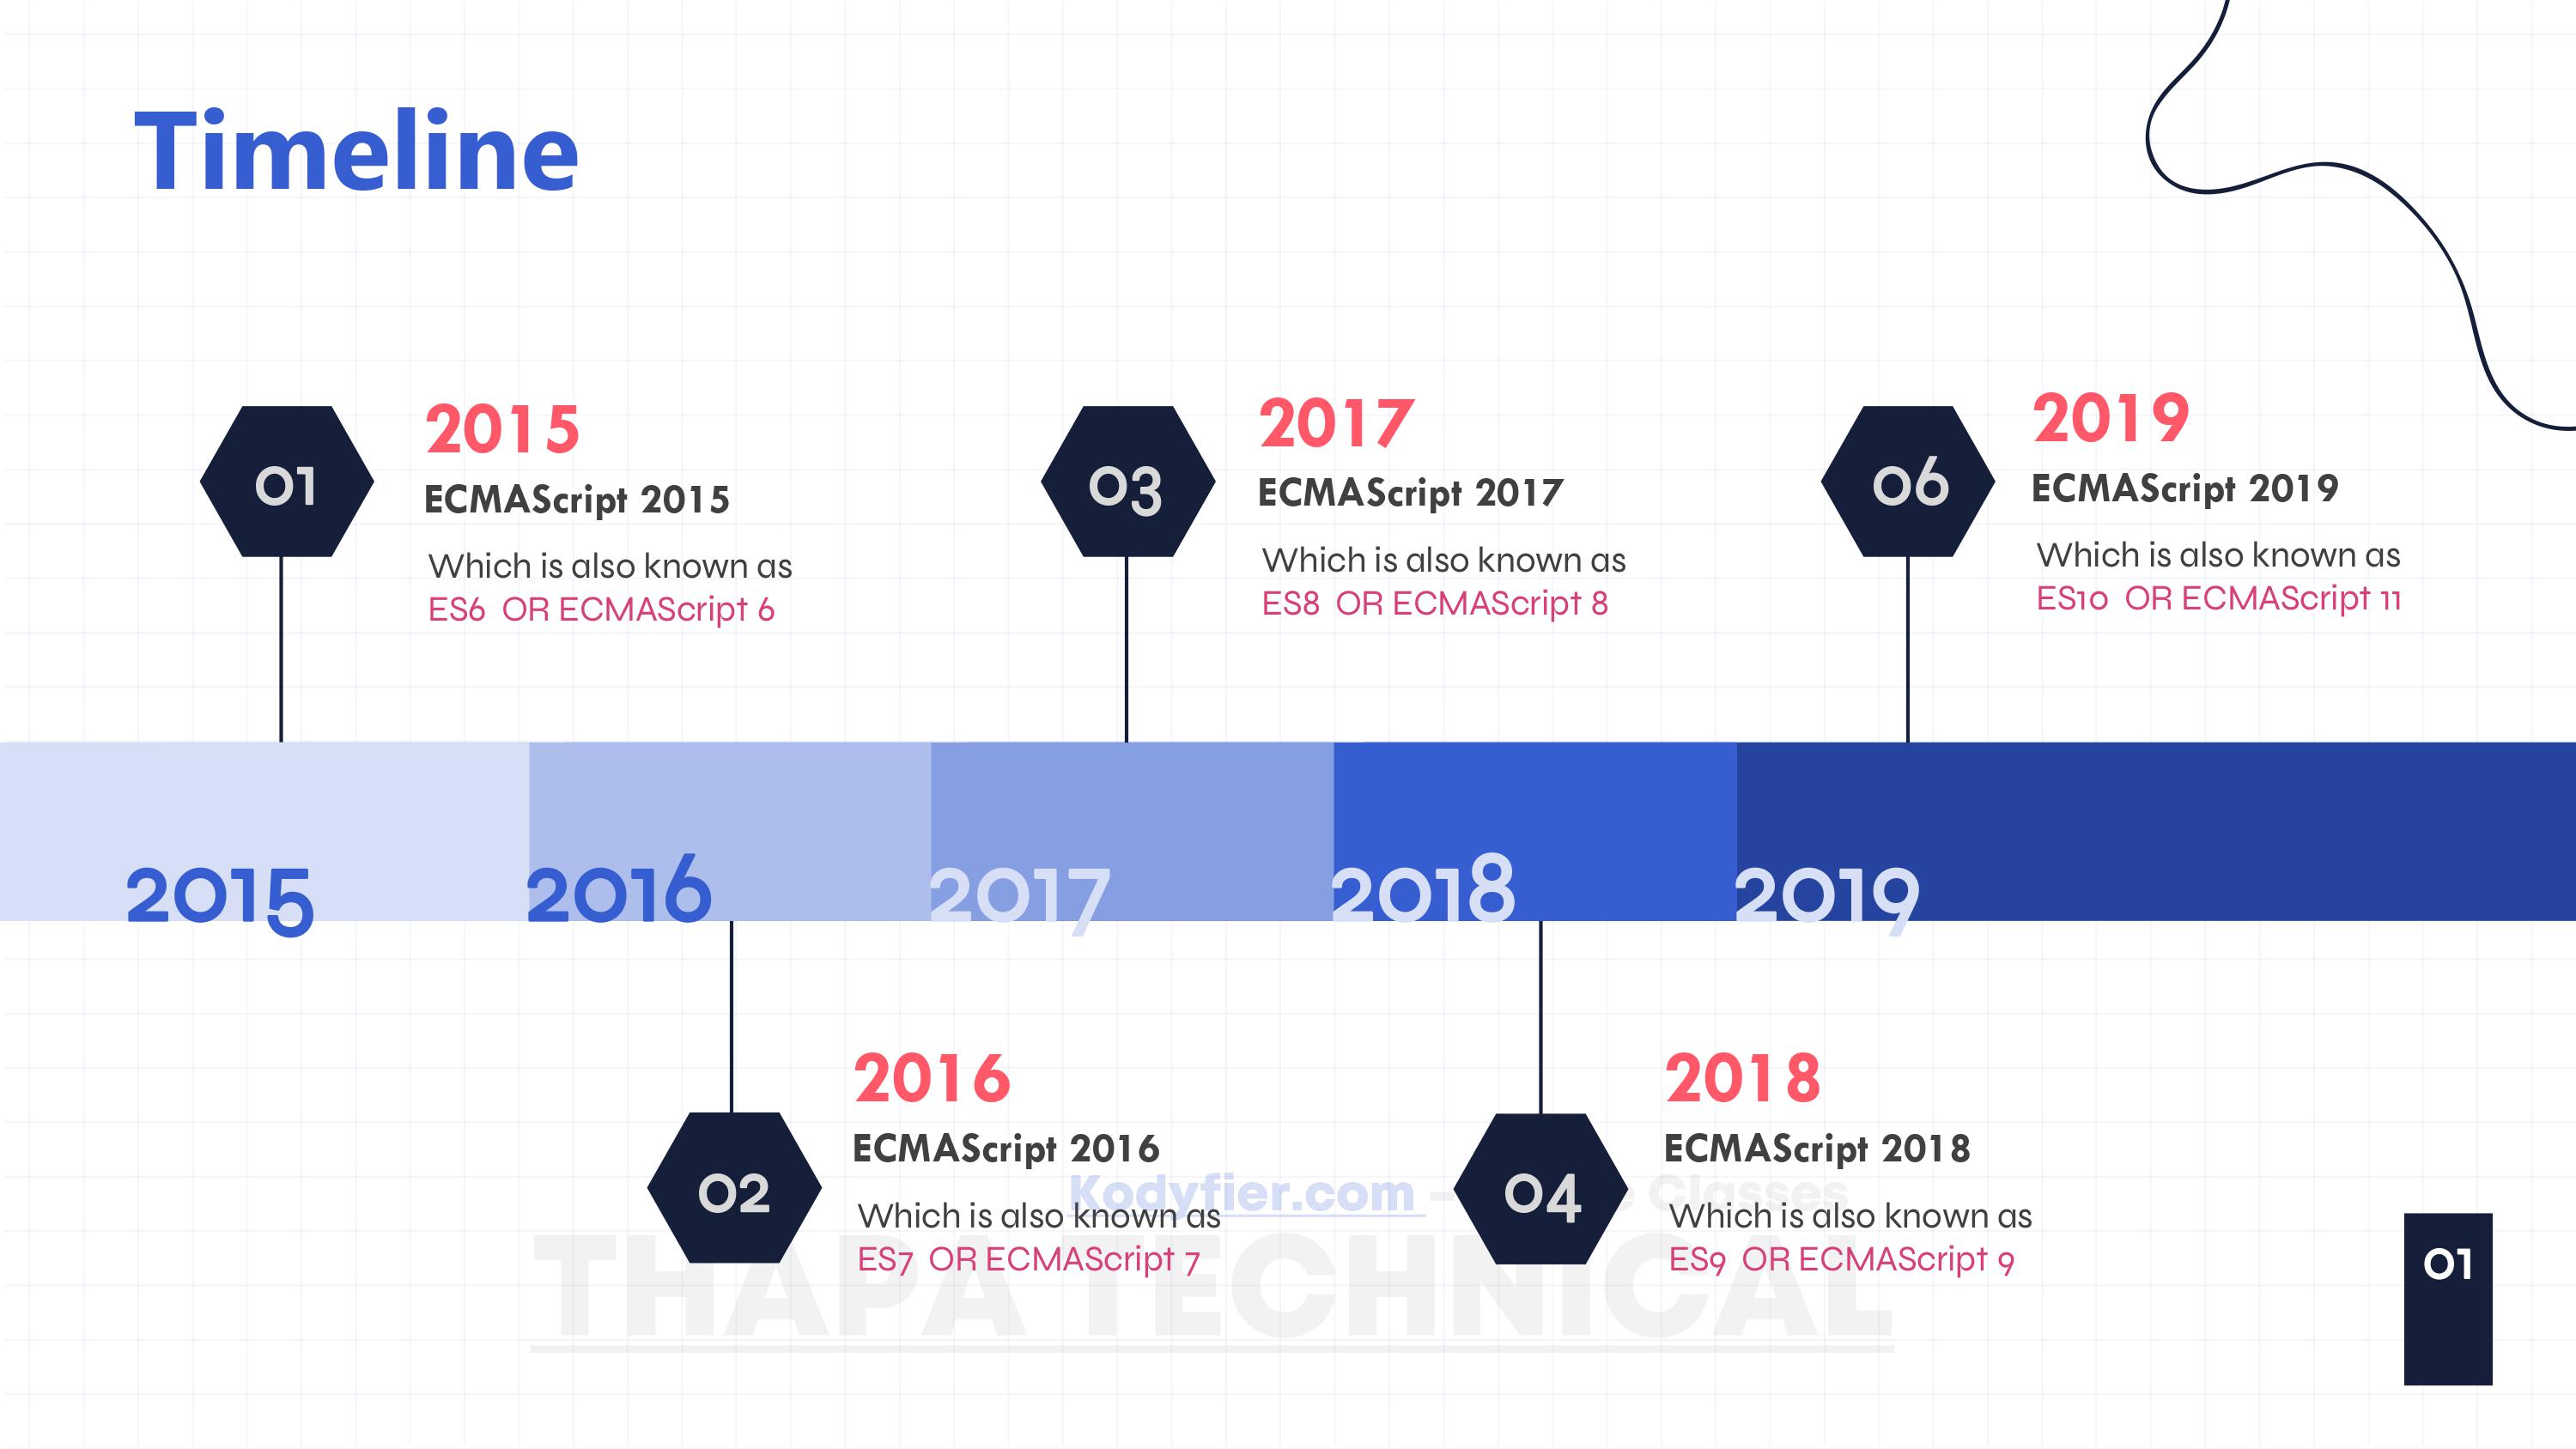 Timeline
01
2015
ECMAScript 2015
Which is also known as
ES6 OR ECMAScript 6
03
2017
ECMAScript 2017
Which is also known as
ES8 OR ECMAScript 8
06
2019
ECMAScript 2019
Which is also known as
ES10 OR ECMAScript 11
2015
2016
2017
2018
2019
02
2016
ECMAScript 2016
Which is also known as
ES7 OR ECMAScript 7
04
2018
ECMAScript 2018
Which is also known as
ES9 OR ECMAScript 9
Kodyfier.com – Classes
THAPA TECHNICAL
01